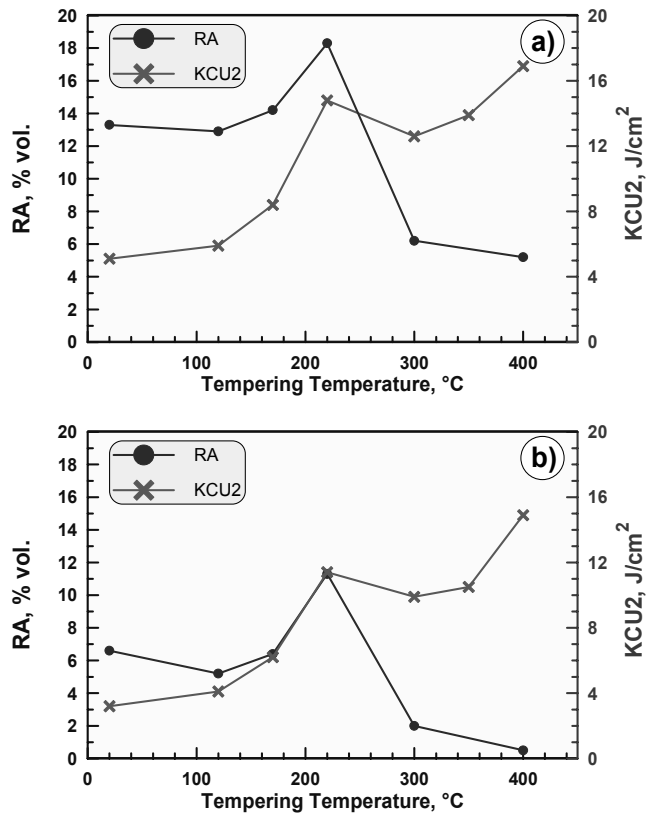 a)
RA
KCU2
20
18
16
14
12
10
8
6
4
2
0
RA, % vol.
20
16
12
8
4
0
KCU2, J/cm²
0 100 200 300 400
Tempering Temperature, °C
b)
RA
KCU2
20
18
16
14
12
10
8
6
4
2
0
RA, % vol.
20
16
12
8
4
0
KCU2, J/cm²
0 100 200 300 400
Tempering Temperature, °C